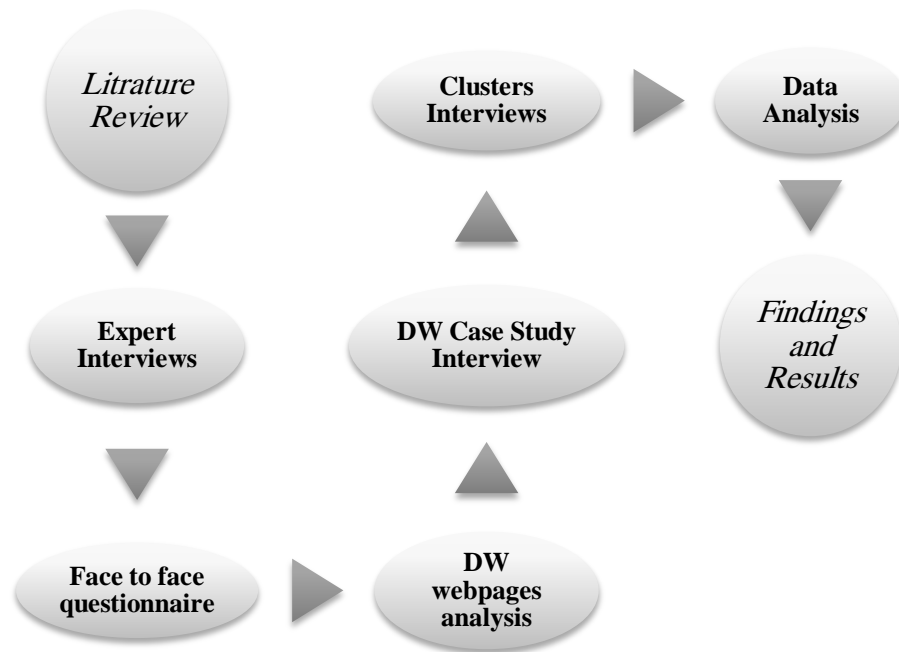 Litrature
Review
Expert
Interviews
Face to face
questionnaire
DW
webpages
analysis
DW Case Study
Interview
Clusters
Interviews
Data
Analysis
Findings
and
Results